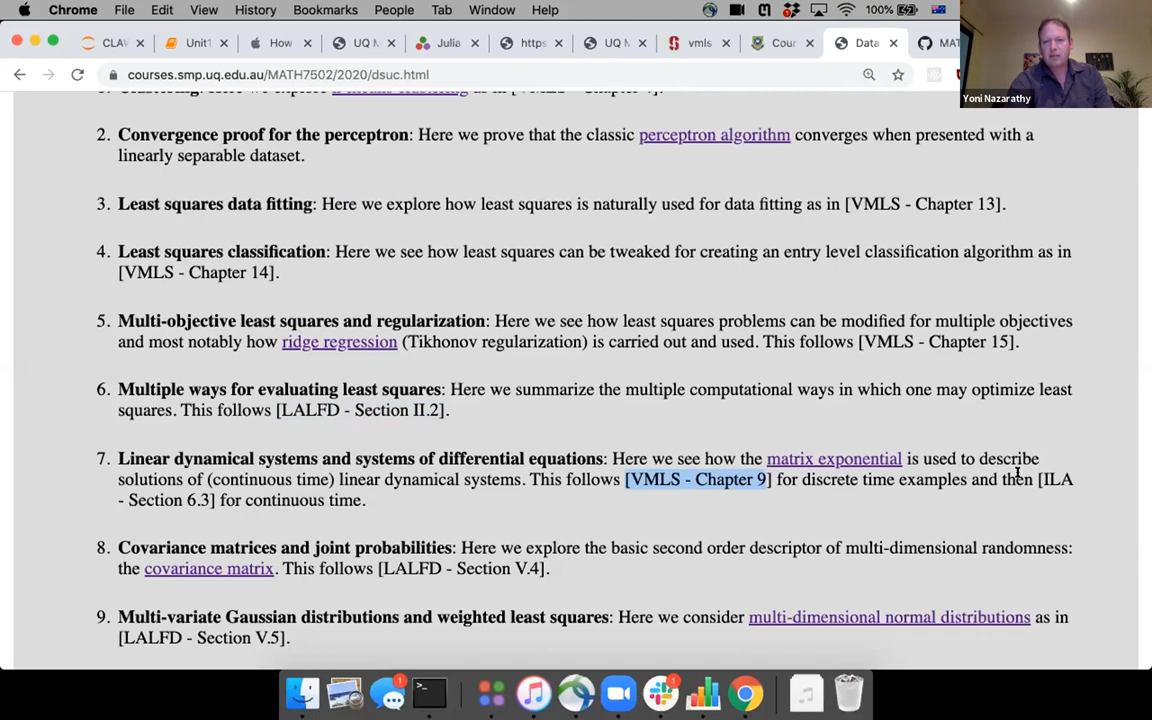 Chrome File Edit View History Bookmarks People Tab Window Help 100%
CLAV Unit How UQ M Julia https UQ M vmls Cour Data MAT
courses.smp.uq.edu.au/MATH7502/2020/dsuc.html
Yoni Nazarathy
2. Convergence proof for the perceptron: Here we prove that the classic perceptron algorithm converges when presented with a
linearly separable dataset.
3. Least squares data fitting: Here we explore how least squares is naturally used for data fitting as in [VMLS - Chapter 13].
4. Least squares classification: Here we see how least squares can be tweaked for creating an entry level classification algorithm as in
[VMLS - Chapter 14].
5. Multi-objective least squares and regularization: Here we see how least squares problems can be modified for multiple objectives
and most notably how ridge regression (Tikhonov regularization) is carried out and used. This follows [VMLS - Chapter 15].
6. Multiple ways for evaluating least squares: Here we summarize the multiple computational ways in which one may optimize least
squares. This follows [LALFD - Section II.2].
7. Linear dynamical systems and systems of differential equations: Here we see how the matrix exponential is used to describe
solutions of (continuous time) linear dynamical systems. This follows [VMLS - Chapter 9] for discrete time examples and then [ILA
- Section 6.3] for continuous time.
8. Covariance matrices and joint probabilities: Here we explore the basic second order descriptor of multi-dimensional randomness:
the covariance matrix. This follows [LALFD - Section V.4].
9. Multi-variate Gaussian distributions and weighted least squares: Here we consider multi-dimensional normal distributions as in
[LALFD - Section V.5].